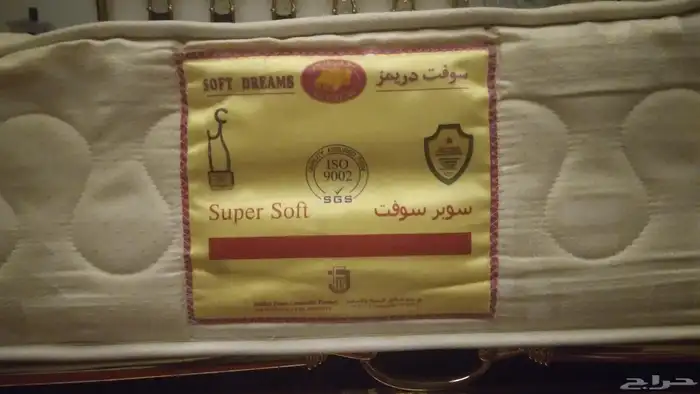 SOFT DREAMS
سوفت دريمز
ISO
9002
SGS
Super Soft
سوبر سوفت
حراج